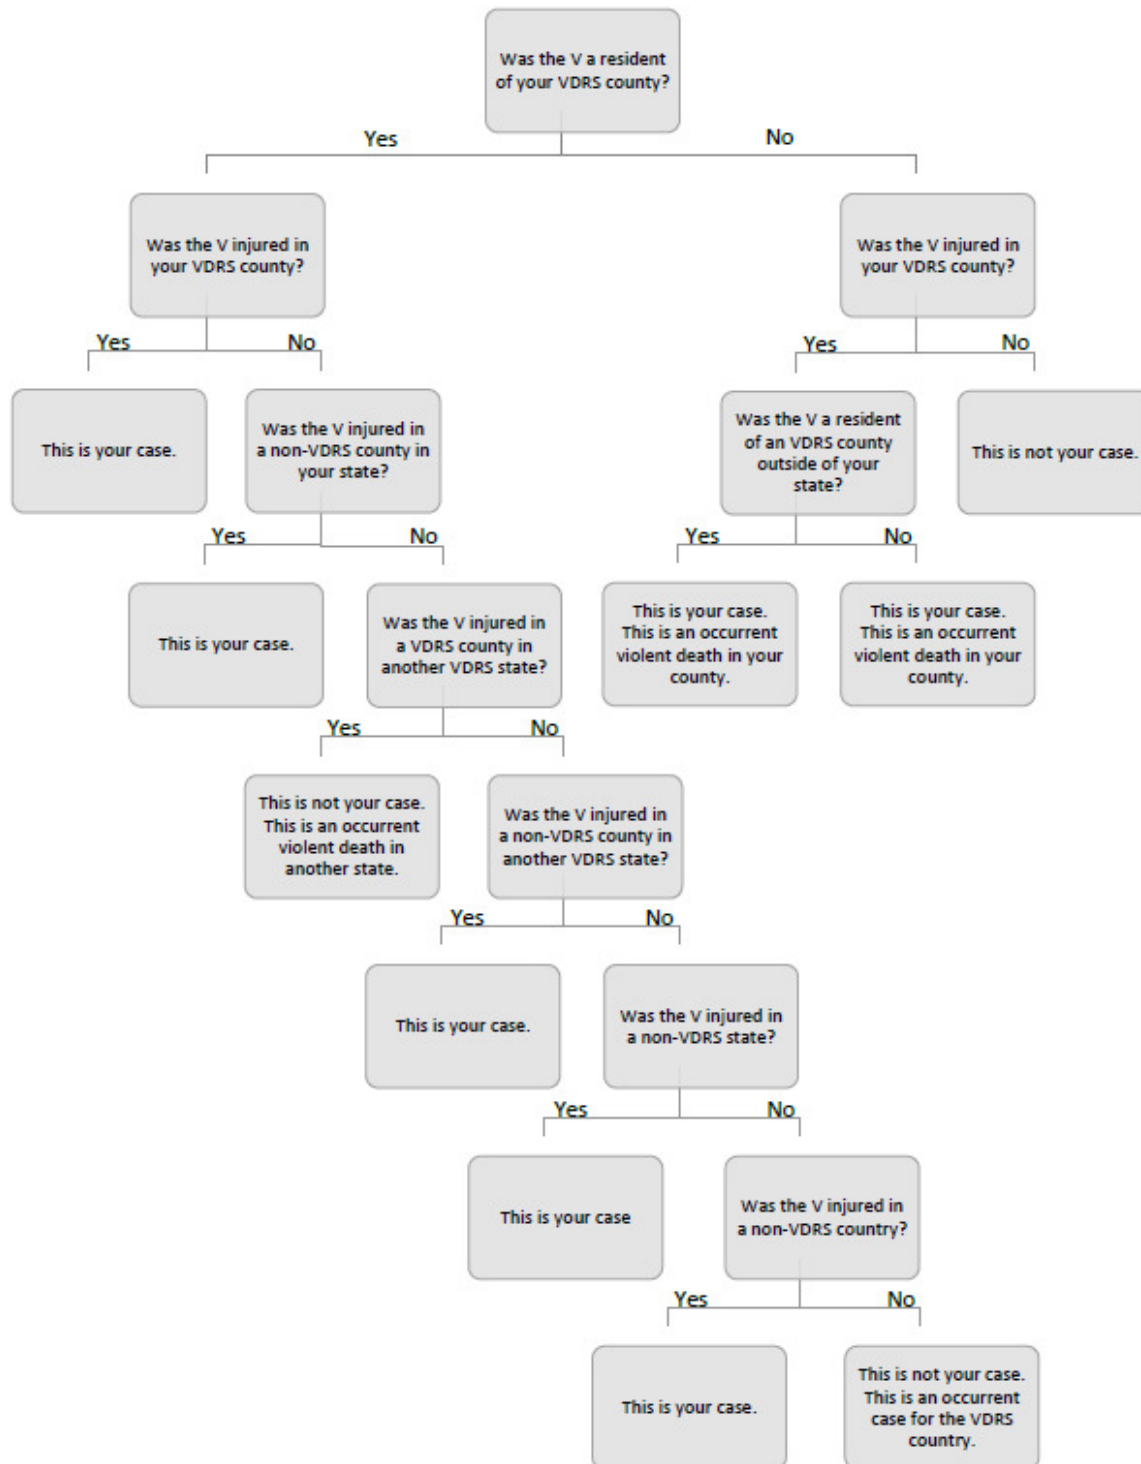 Was the V a resident
of your VDRS county?
Yes
No
Was the V injured in
your VDRS county?
Was the V injured in
your VDRS county?
Yes
No
Yes
No
This is your case.
Was the V injured in
a non-VDRS county in
your state?
Was the V a resident
of an VDRS county
outside of your
state?
This is not your case.
Yes
No
Yes
No
This is your case.
Was the V injured in
a VDRS county in
another VDRS state?
This is your case.
This is an occurrent
violent death in your
county.
This is your case.
This is an occurrent
violent death in your
county.
Yes
No
This is not your case.
This is an occurrent
violent death in
another state.
Was the V injured in
a non-VDRS county in
another VDRS state?
Yes
No
This is your case.
Was the V injured in
a non-VDRS state?
Yes
No
This is your case
Was the V injured in
a non-VDRS country?
Yes
No
This is your case.
This is not your case.
This is an occurrent
case for the VDRS
country.